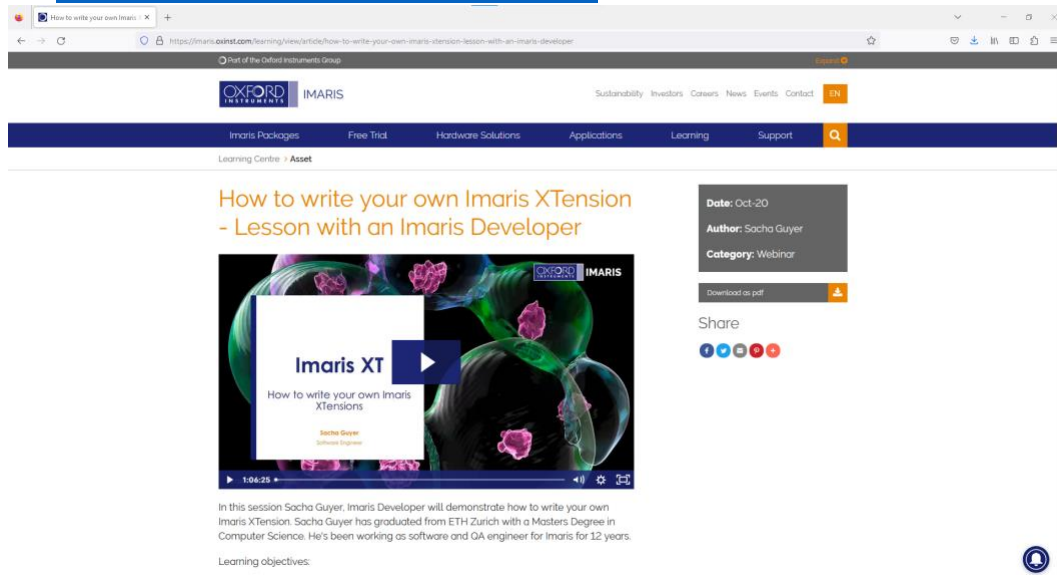 How to write your own Imaris
https://imaris.oxinst.com/learning/view/article/how-to-write-your-own-imaris-xtension-lesson-with-an-imaris-developer
Part of the Oxford Instruments Group
Expand
OXFORD
INSTRUMENTS
IMARIS
Sustainability Investors Careers News Events Contact EN
Imaris Packages Free Trial Hardware Solutions Applications Learning Support
Learning Centre > Asset
How to write your own Imaris XTension
- Lesson with an Imaris Developer
Date: Oct-20
Author: Sacha Guyer
Category: Webinar
Download as pdf
Share
OXFORD
INSTRUMENTS
IMARIS
Imaris XT
How to write your own Imaris
XTensions
Sacha Guyer
Software Engineer
1:06:25
In this session Sacha Guyer, Imaris Developer will demonstrate how to write your own
Imaris XTension. Sacha Guyer has graduated from ETH Zurich with a Masters Degree in
Computer Science. He's been working as software and QA engineer for Imaris for 12 years.
Learning objectives: